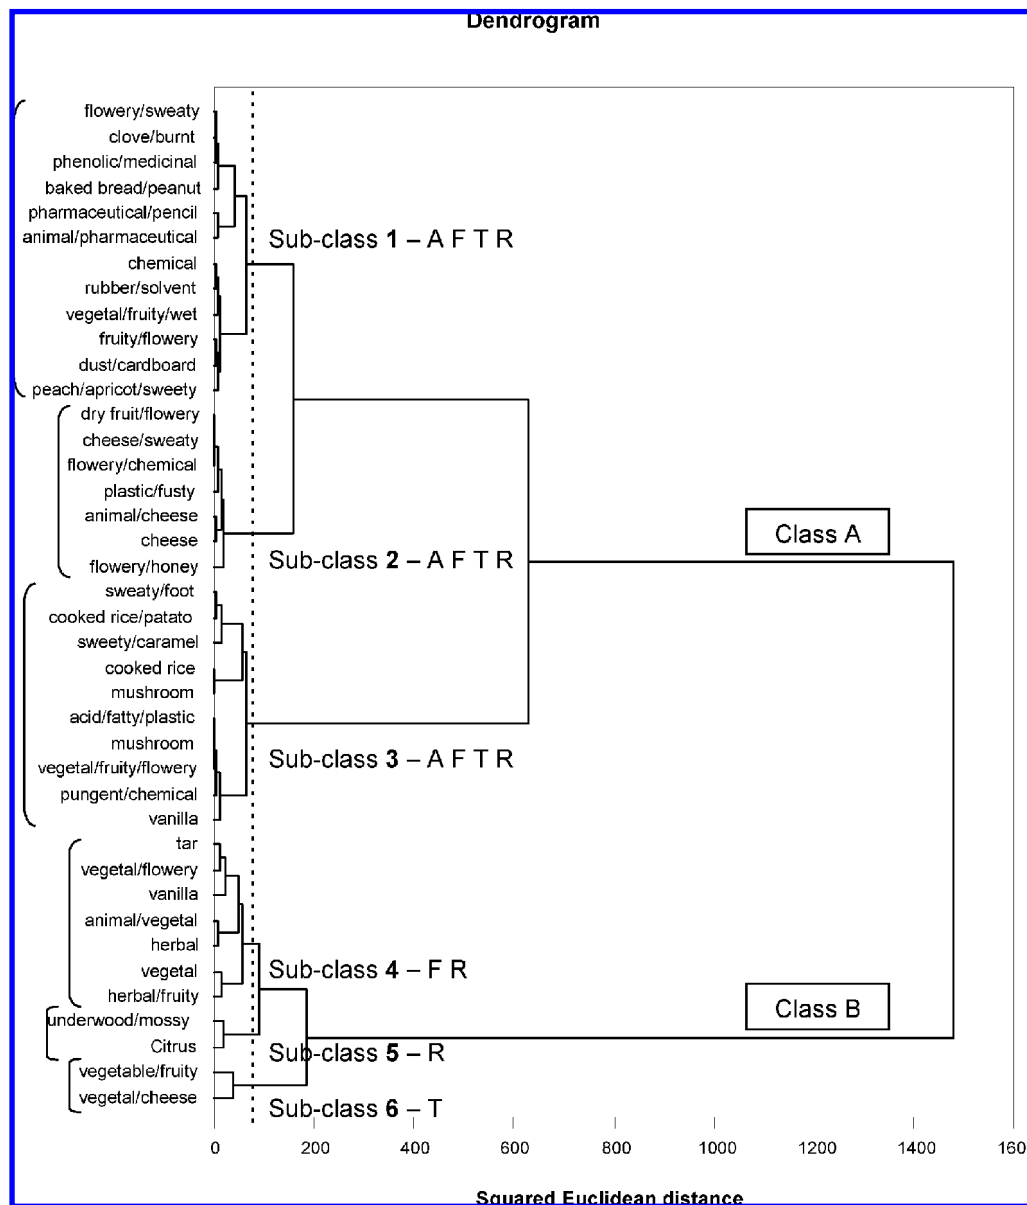 Dendrogram
flowery/sweaty
clove/burnt
phenolic/medicinal
baked bread/peanut
pharmaceutical/pencil
animal/pharmaceutical
Sub-class 1 – A F T R
chemical
rubber/solvent
vegetal/fruity/wet
fruity/flowery
dust/cardboard
peach/apricot/sweety
dry fruit/flowery
cheese/sweaty
flowery/chemical
plastic/fusty
animal/cheese
Class A
cheese
Sub-class 2 – A F T R
flowery/honey
sweaty/foot
cooked rice/patato
sweety/caramel
cooked rice
mushroom
acid/fatty/plastic
mushroom
Sub-class 3 – A F T R
vegetal/fruity/flowery
pungent/chemical
vanilla
tar
vegetal/flowery
vanilla
animal/vegetal
herbal
vegetal
Sub-class 4 – F R
herbal/fruity
Class B
underwood/mossy
Citrus
Sub-class 5 – R
vegetable/fruity
vegetal/cheese
Sub-class 6 – T
0 200 400 600 800 1000 1200 1400 160
Squared Euclidean distance